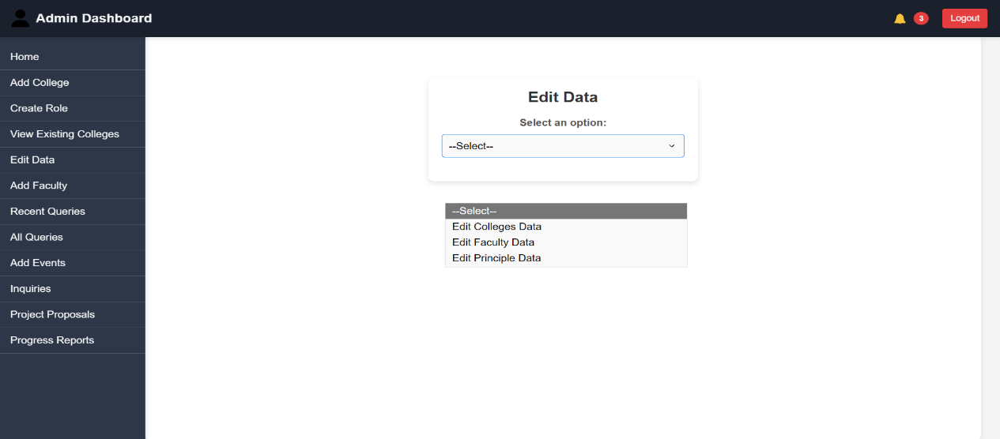 Admin Dashboard
3
Logout
Home
Add College
Create Role
View Existing Colleges
Edit Data
Add Faculty
Recent Queries
All Queries
Add Events
Inquiries
Project Proposals
Progress Reports
Edit Data
Select an option:
--Select--
--Select--
Edit Colleges Data
Edit Faculty Data
Edit Principle Data